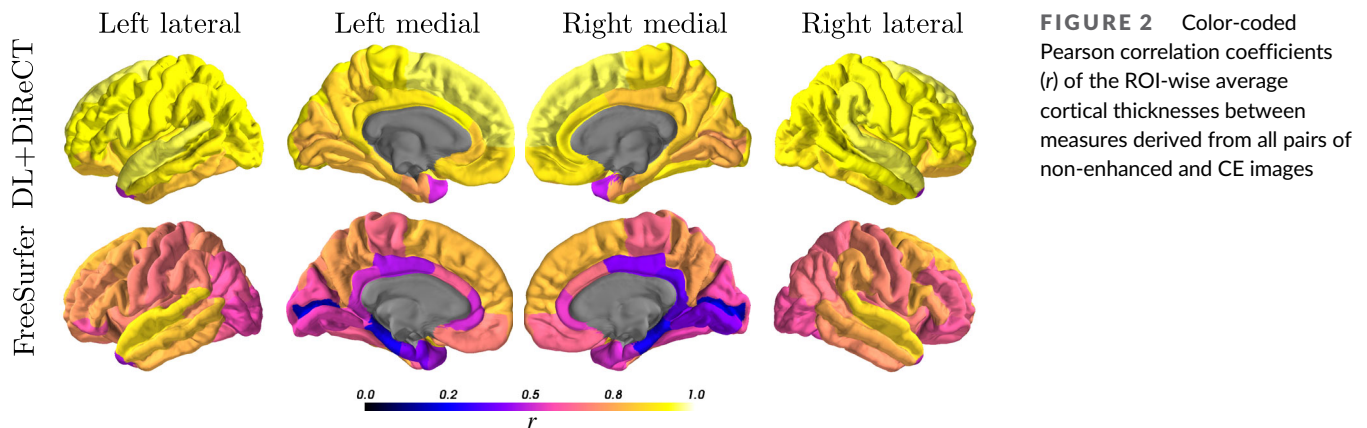 Left lateral Left medial Right medial Right lateral
DL+DiReCT
FreeSurfer
0.0 0.2 0.5 0.8 1.0
r
FIGURE 2 Color-coded
Pearson correlation coefficients
(r) of the ROI-wise average
cortical thicknesses between
measures derived from all pairs of
non-enhanced and CE images